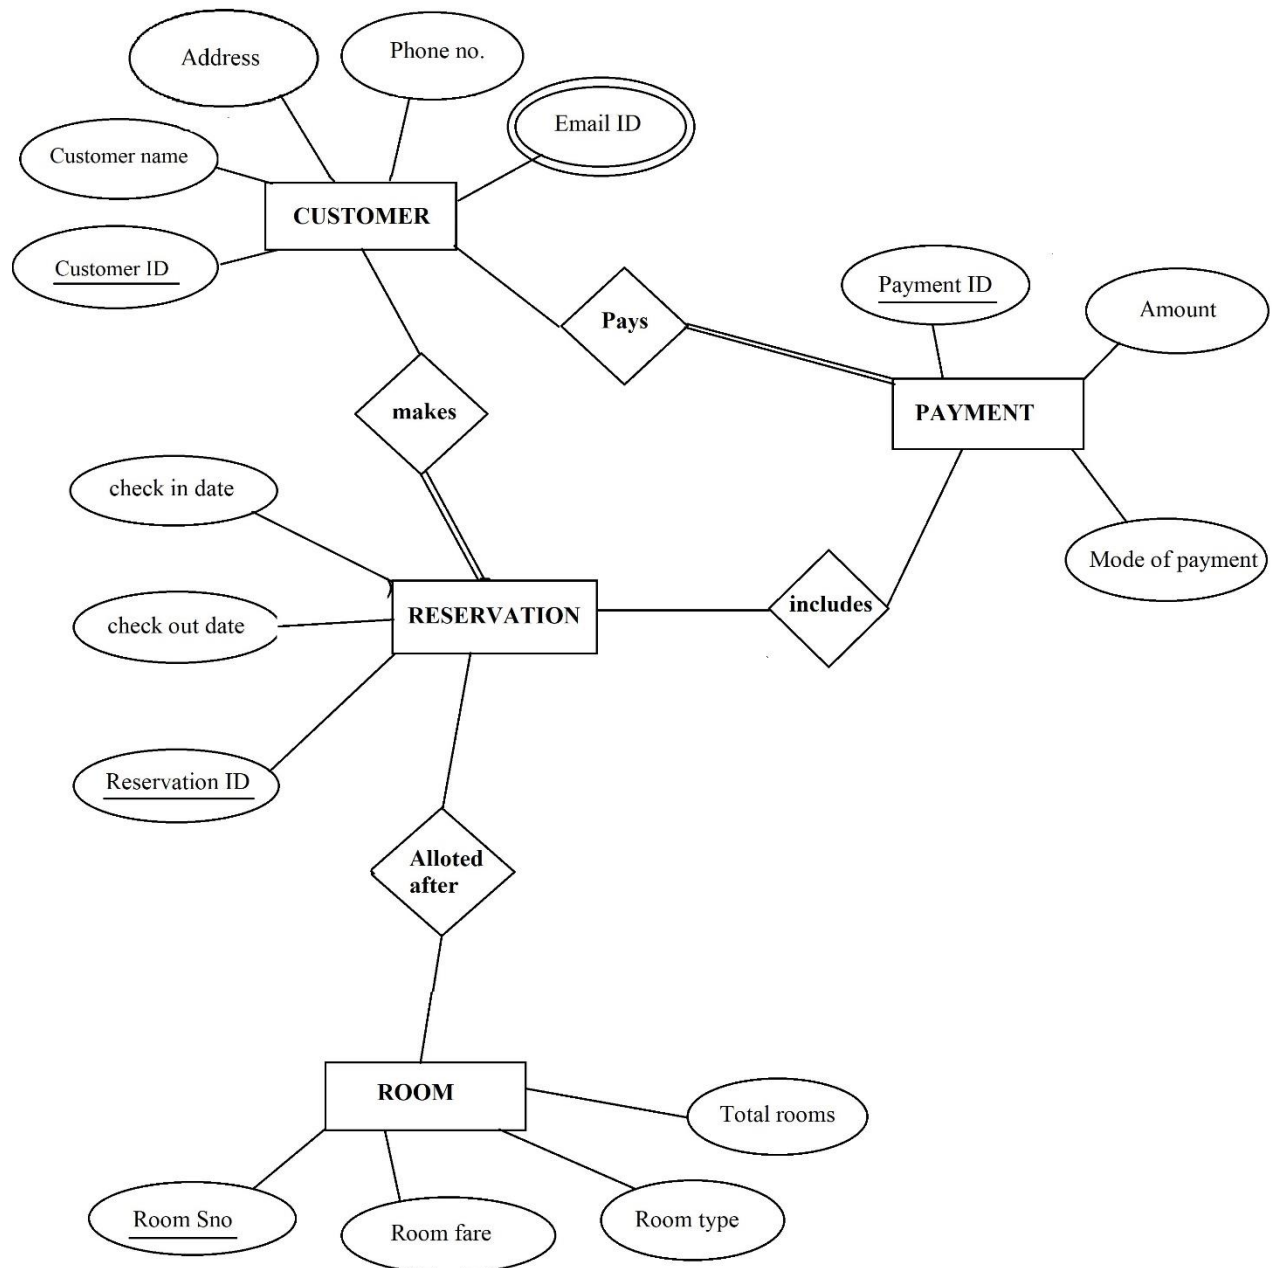 Address
Phone no.
Email ID
Customer name
CUSTOMER
Customer ID
Payment ID
Amount
Pays
makes
PAYMENT
check in date
Mode of payment
includes
RESERVATION
check out date
Reservation ID
Alloted
after
ROOM
Total rooms
Room Sno
Room fare
Room type